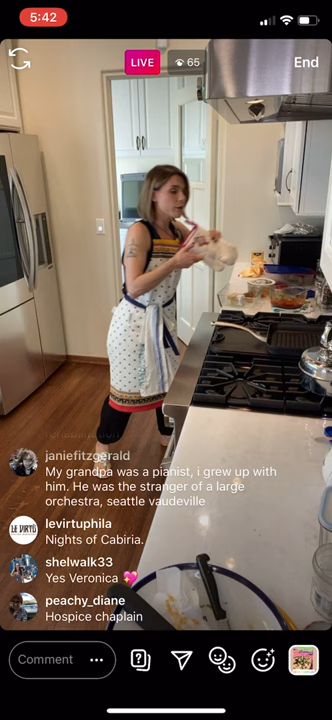 5:42
LIVE
65
End
janiefitzgerald
My grandpa was a pianist, i grew up with
him. He was the stranger of a large
orchestra, seattle vaudeville
LE VIRTÙ
levirtuphila
Nights of Cabiria.
shelwalk33
Yes Veronica 💖
peachy_diane
Hospice chaplain
Comment